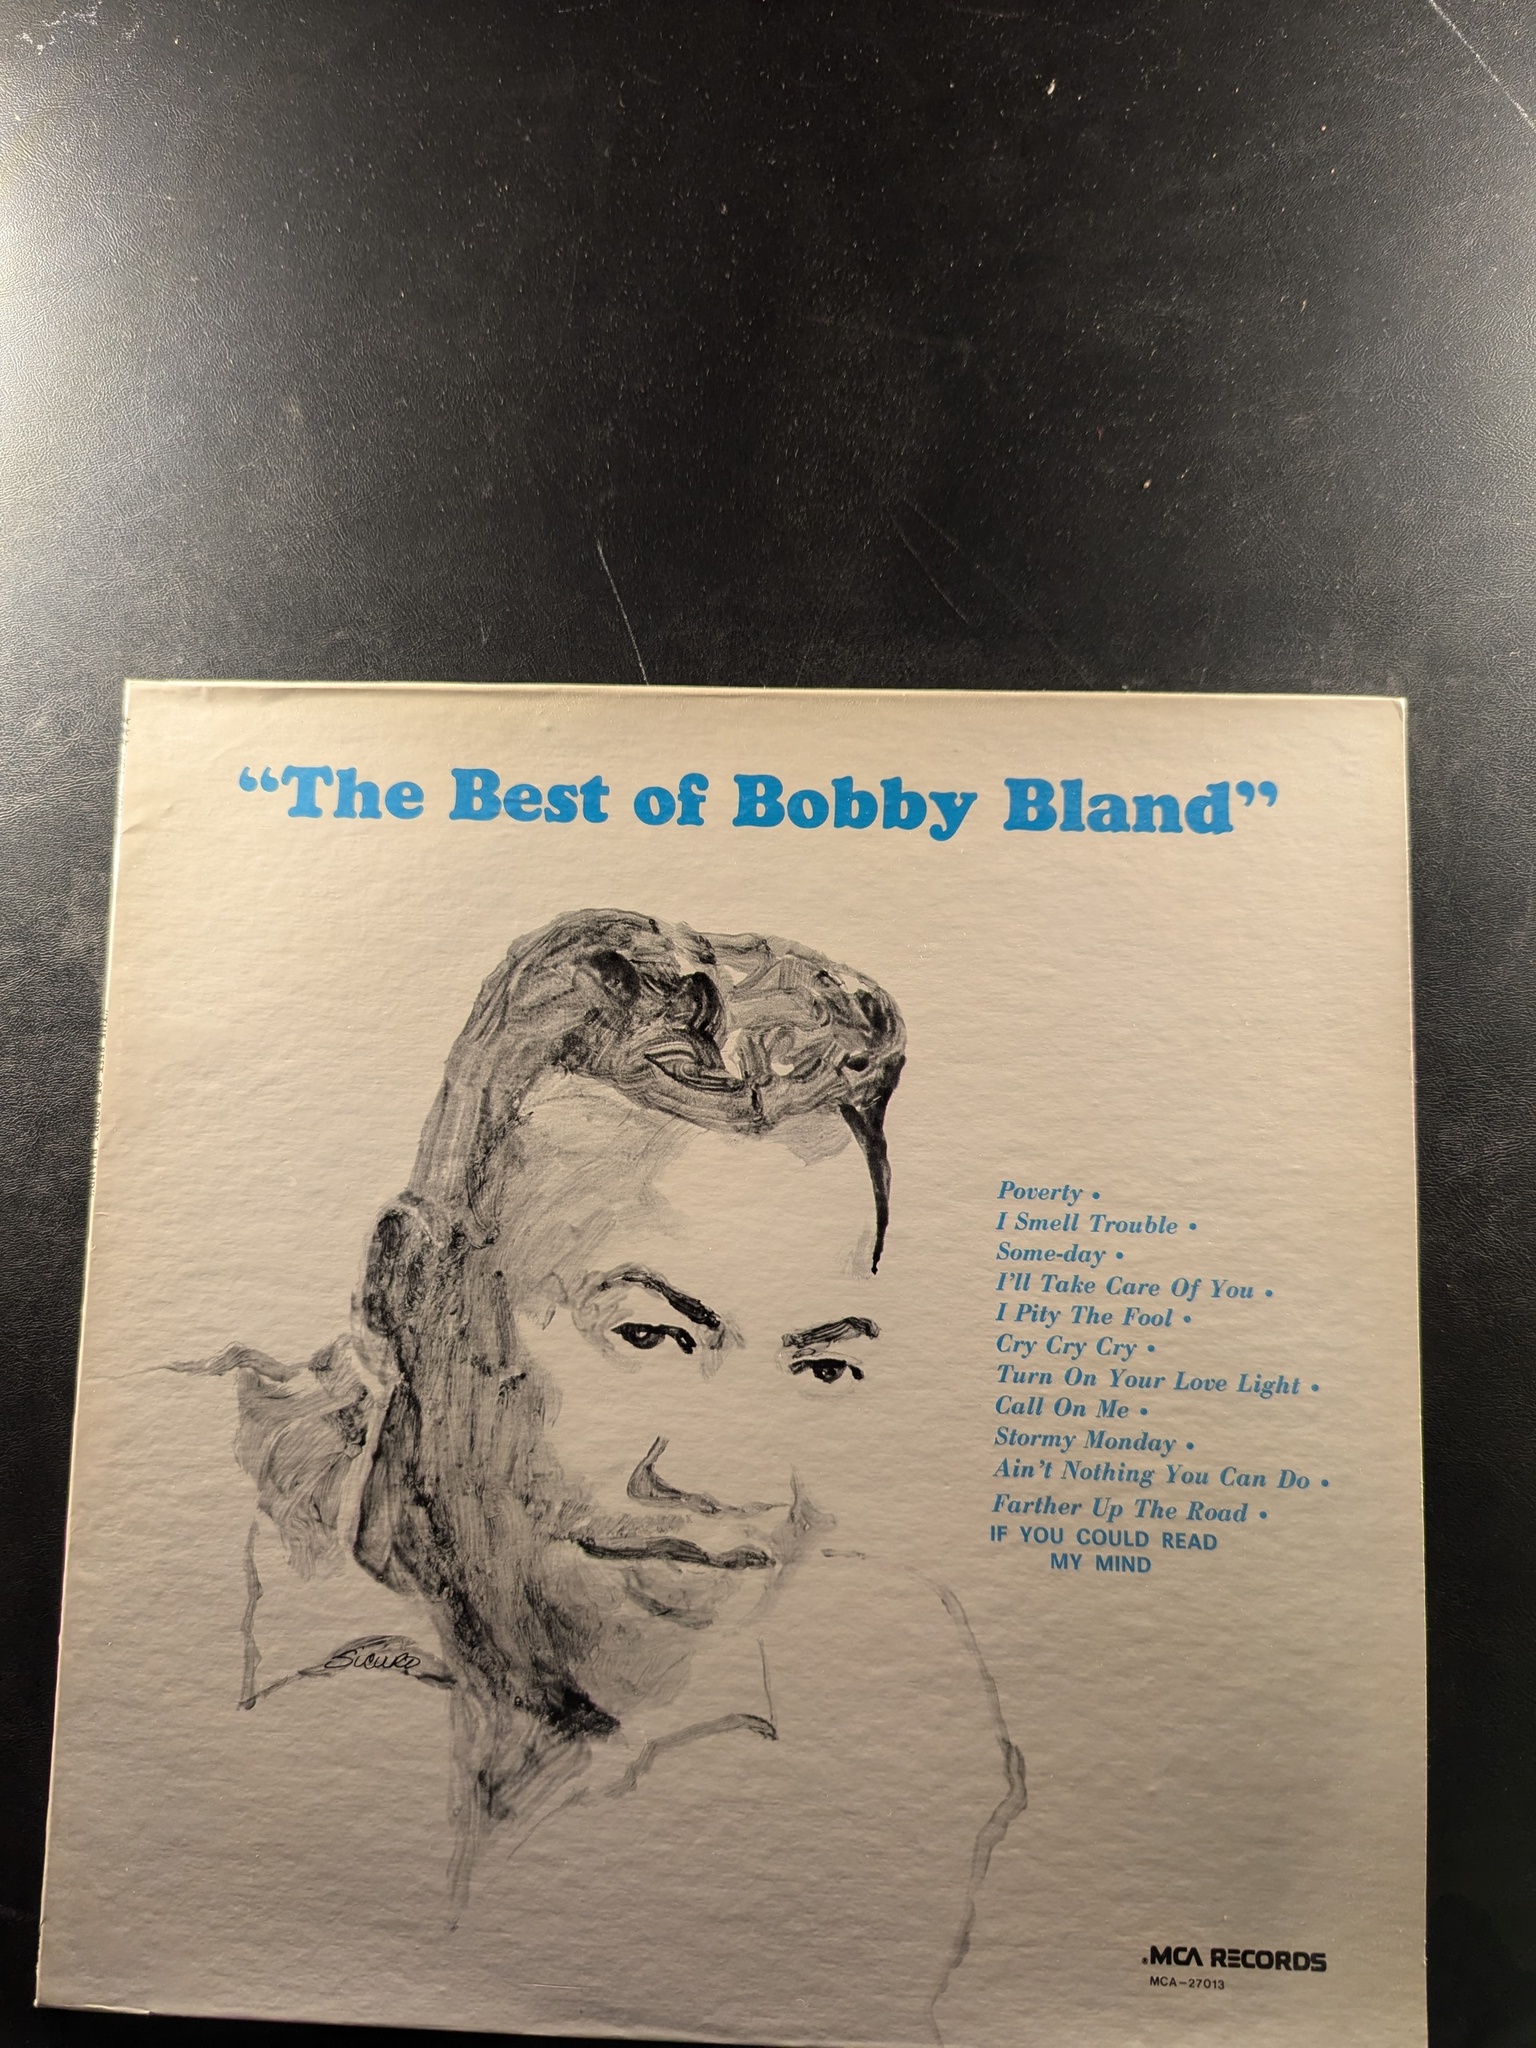 “The Best of Bobby Bland”
Poverty •
I Smell Trouble •
Some-day •
I'll Take Care Of You •
I Pity The Fool •
Cry Cry Cry •
Turn On Your Love Light •
Call On Me •
Stormy Monday •
Ain't Nothing You Can Do •
Farther Up The Road •
IF YOU COULD READ
MY MIND
Sicuro
MCA RECORDS
MCA-27013